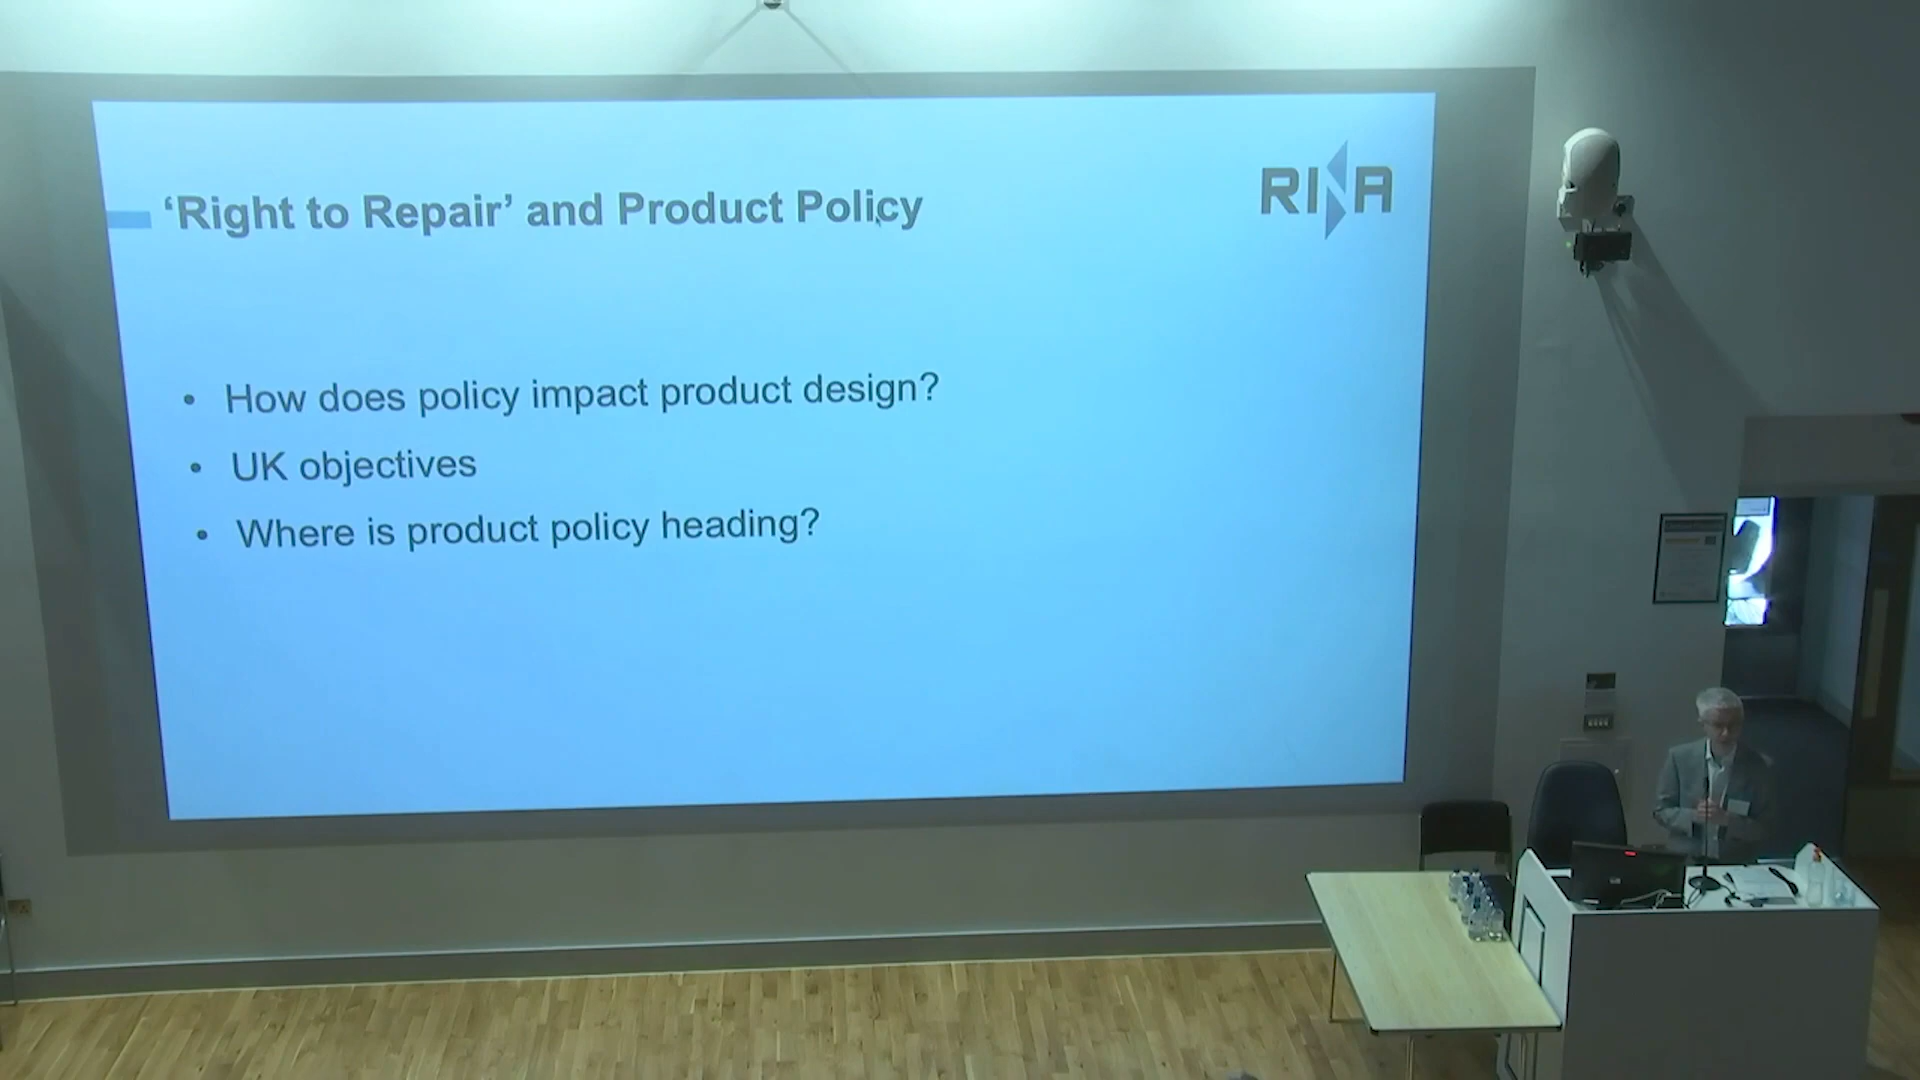 ‘Right to Repair’ and Product Policy
RINA
• How does policy impact product design?
• UK objectives
• Where is product policy heading?